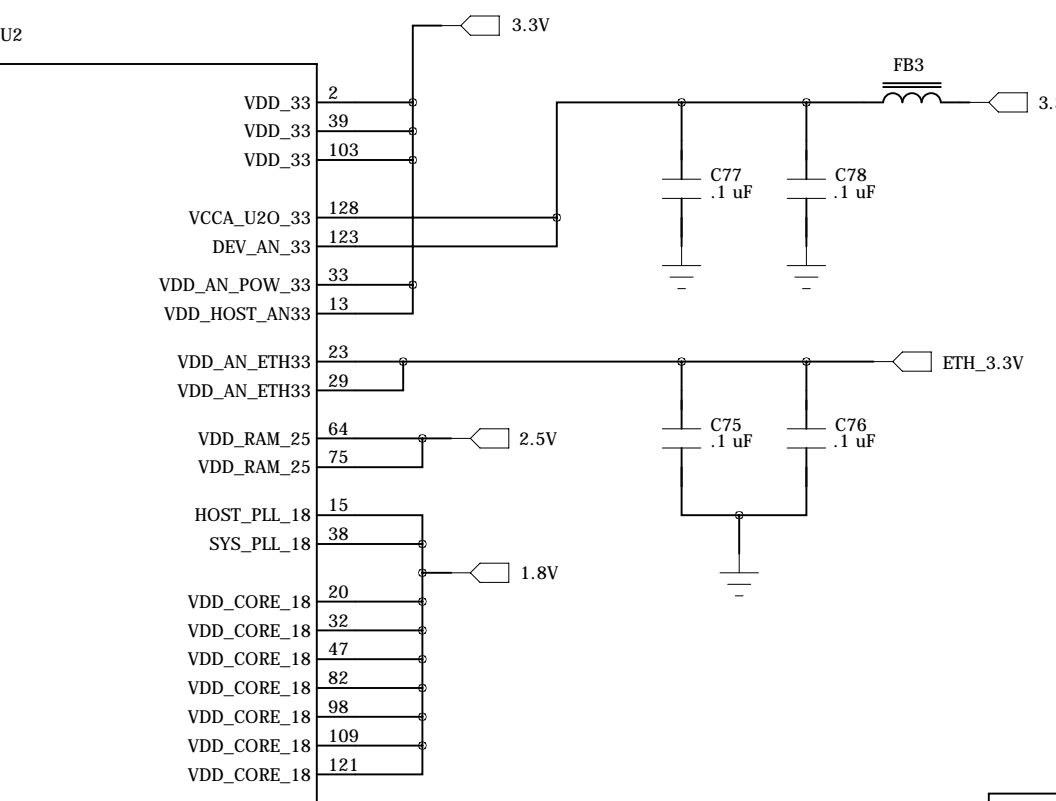 U2
3.3V
FB3
3.
VDD_33 2
VDD_33 39
VDD_33 103
C77
.1 uF
C78
.1 uF
VCCA_U2O_33 128
DEV_AN_33 123
VDD_AN_POW_33 33
VDD_HOST_AN33 13
VDD_AN_ETH33 23
ETH_3.3V
VDD_AN_ETH33 29
C75
.1 uF
C76
.1 uF
VDD_RAM_25 64
2.5V
VDD_RAM_25 75
HOST_PLL_18 15
SYS_PLL_18 38
1.8V
VDD_CORE_18 20
VDD_CORE_18 32
VDD_CORE_18 47
VDD_CORE_18 82
VDD_CORE_18 98
VDD_CORE_18 109
VDD_CORE_18 121